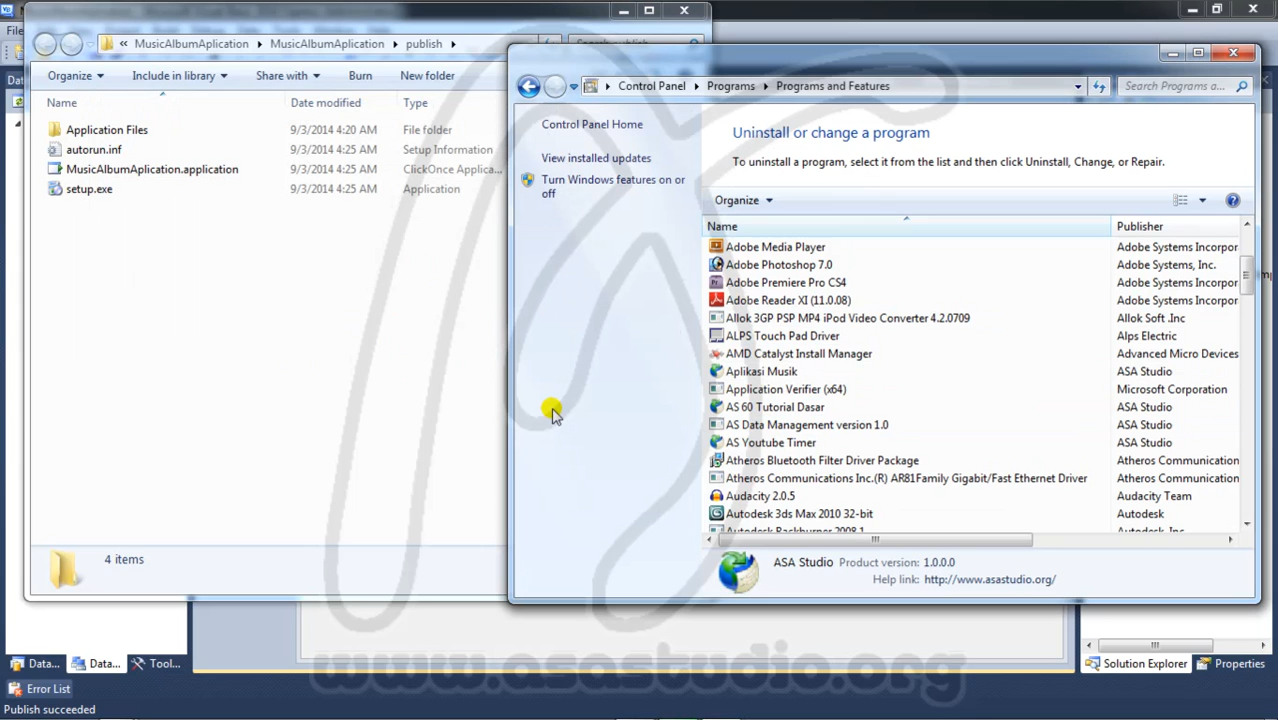 File
MusicAlbumAplication
MusicAlbumAplication
publish
Organize
Include in library
Share with
Burn
New folder
Name
Date modified
Type
Application Files
9/3/2014 4:20 AM
File folder
autorun.inf
9/3/2014 4:25 AM
Setup Information
MusicAlbumAplication.application
9/3/2014 4:25 AM
ClickOnce Applica...
setup.exe
9/3/2014 4:25 AM
Application
4 items
Control Panel
Programs
Programs and Features
Search Programs a...
Control Panel Home
View installed updates
Turn Windows features on or
off
Uninstall or change a program
To uninstall a program, select it from the list and then click Uninstall, Change, or Repair.
Organize
Name
Publisher
Adobe Media Player
Adobe Systems Incorpor
Adobe Photoshop 7.0
Adobe Systems, Inc.
Adobe Premiere Pro CS4
Adobe Systems Incorpor
Adobe Reader XI (11.0.08)
Adobe Systems Incorpor
Allok 3GP PSP MP4 iPod Video Converter 4.2.0709
Allok Soft .Inc
ALPS Touch Pad Driver
Alps Electric
AMD Catalyst Install Manager
Advanced Micro Devices
Aplikasi Musik
ASA Studio
Application Verifier (x64)
Microsoft Corporation
AS 60 Tutorial Dasar
ASA Studio
AS Data Management version 1.0
ASA Studio
AS Youtube Timer
ASA Studio
Atheros Bluetooth Filter Driver Package
Atheros Communication
Atheros Communications Inc.(R) AR81Family Gigabit/Fast Ethernet Driver
Atheros Communication
Audacity 2.0.5
Audacity Team
Autodesk 3ds Max 2010 32-bit
Autodesk
Autodesk Backburner 2008.1
Autodesk, Inc.
ASA Studio
Product version: 1.0.0.0
Help link: http://www.asastudio.org/
Data...
Data...
Tool...
Solution Explorer
Properties
www.asastudio.org
Error List
Publish succeeded